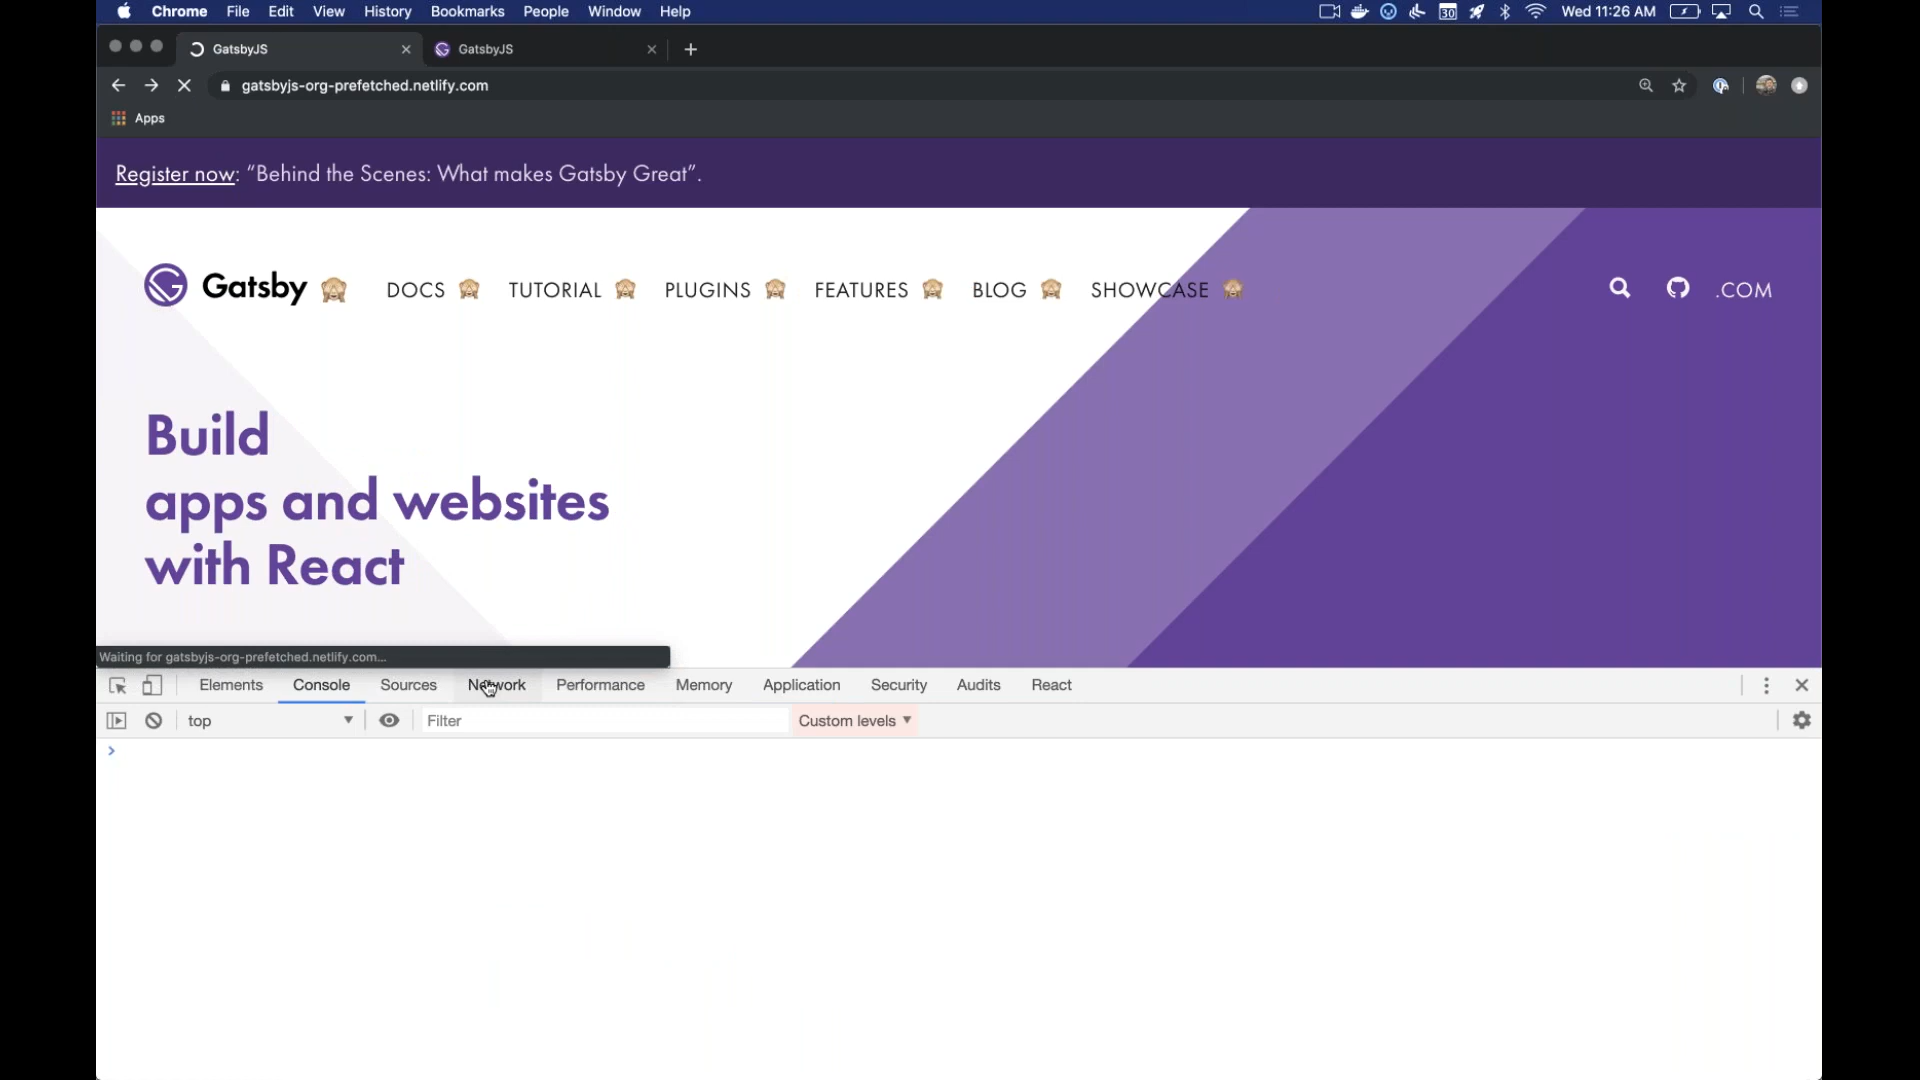 Chrome File Edit View History Bookmarks People Window Help 30 Wed 11:26 AM
GatsbyJS GatsbyJS
gatsbyjs-org-prefetched.netlify.com
Apps
Register now: “Behind the Scenes: What makes Gatsby Great”.
Gatsby DOCS TUTORIAL PLUGINS FEATURES BLOG SHOWCASE .COM
Build
apps and websites
with React
Waiting for gatsbyjs-org-prefetched.netlify.com...
Elements Console Sources Network Performance Memory Application Security Audits React
top Filter Custom levels